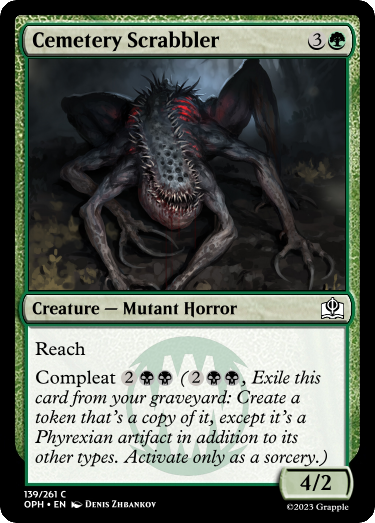 Cemetery Scrabbler 3
Creature — Mutant Horror
Reach
Compleat 2 (2, Exile this
card from your graveyard: Create a
token that's a copy of it, except it's a
Phyrexian artifact in addition to its
other types. Activate only as a sorcery.)
4/2
139/261 C
OPH • EN Denis Zhbankov
©2023 Grapple